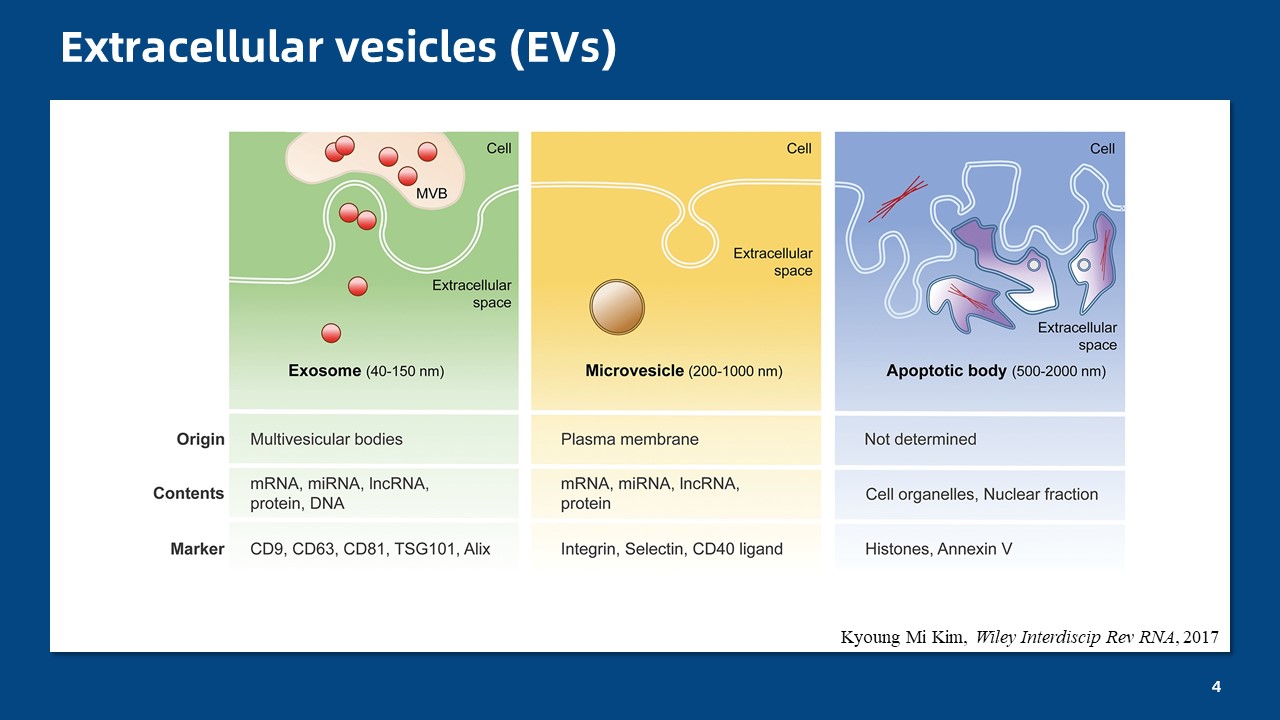 Extracellular vesicles (EVs)
Cell
MVB
Extracellular
space
Exosome (40-150 nm)
Cell
Extracellular
space
Microvesicle (200-1000 nm)
Cell
Extracellular
space
Apoptotic body (500-2000 nm)
Origin
Multivesicular bodies
Plasma membrane
Not determined
Contents
mRNA, miRNA, lncRNA,
protein, DNA
mRNA, miRNA, lncRNA,
protein
Cell organelles, Nuclear fraction
Marker
CD9, CD63, CD81, TSG101, Alix
Integrin, Selectin, CD40 ligand
Histones, Annexin V
Kyoung Mi Kim, Wiley Interdiscip Rev RNA, 2017
4